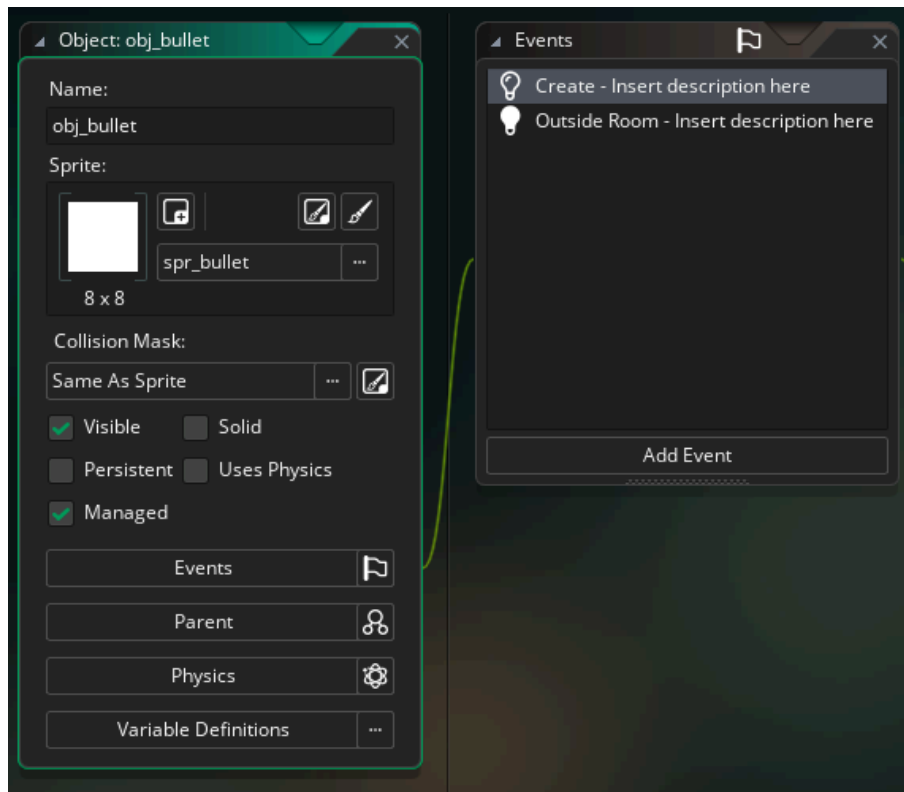 Object: obj_bullet
Name:
obj_bullet
Sprite:
spr_bullet
8 x 8
Collision Mask:
Same As Sprite
Visible
Solid
Persistent
Uses Physics
Managed
Events
Parent
Physics
Variable Definitions
Events
Create - Insert description here
Outside Room - Insert description here
Add Event